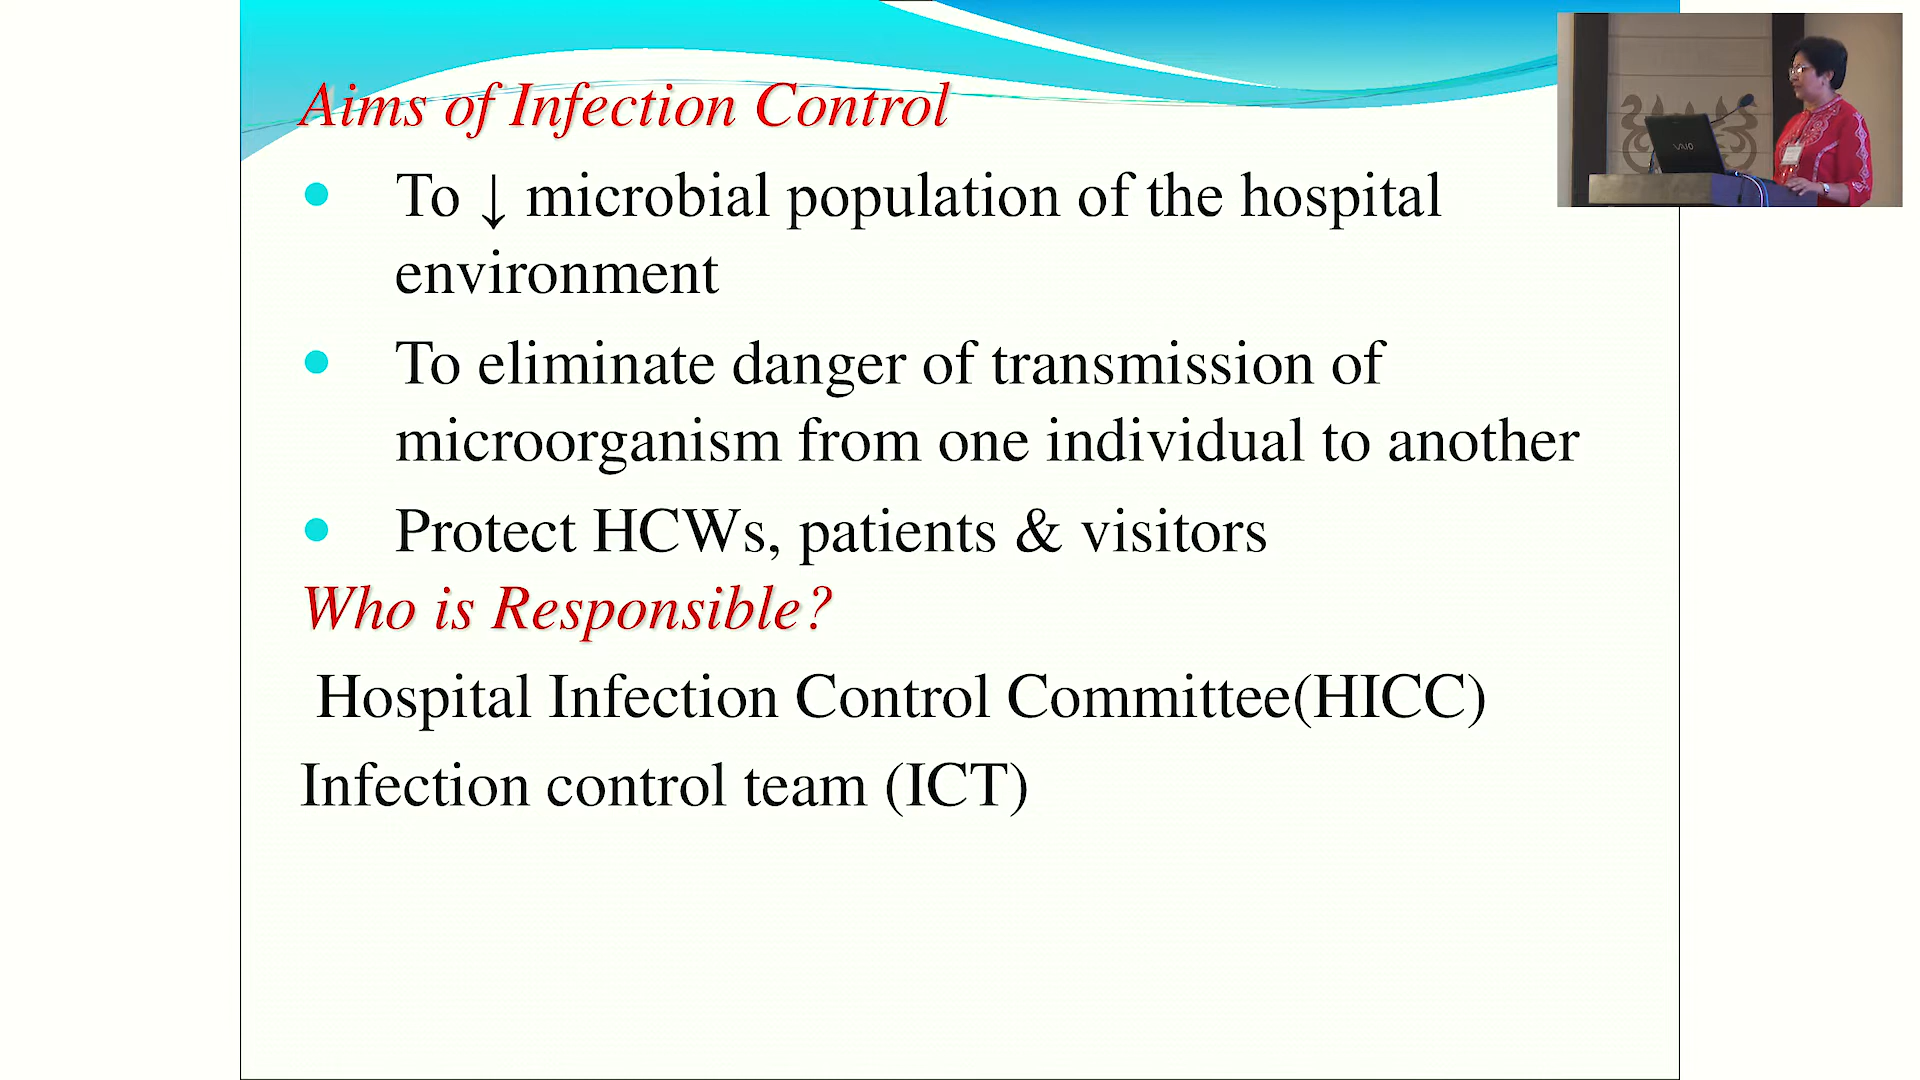 Aims of Infection Control
• To ↓ microbial population of the hospital
environment
• To eliminate danger of transmission of
microorganism from one individual to another
• Protect HCWs, patients & visitors
Who is Responsible?
Hospital Infection Control Committee(HICC)
Infection control team (ICT)
VAIO